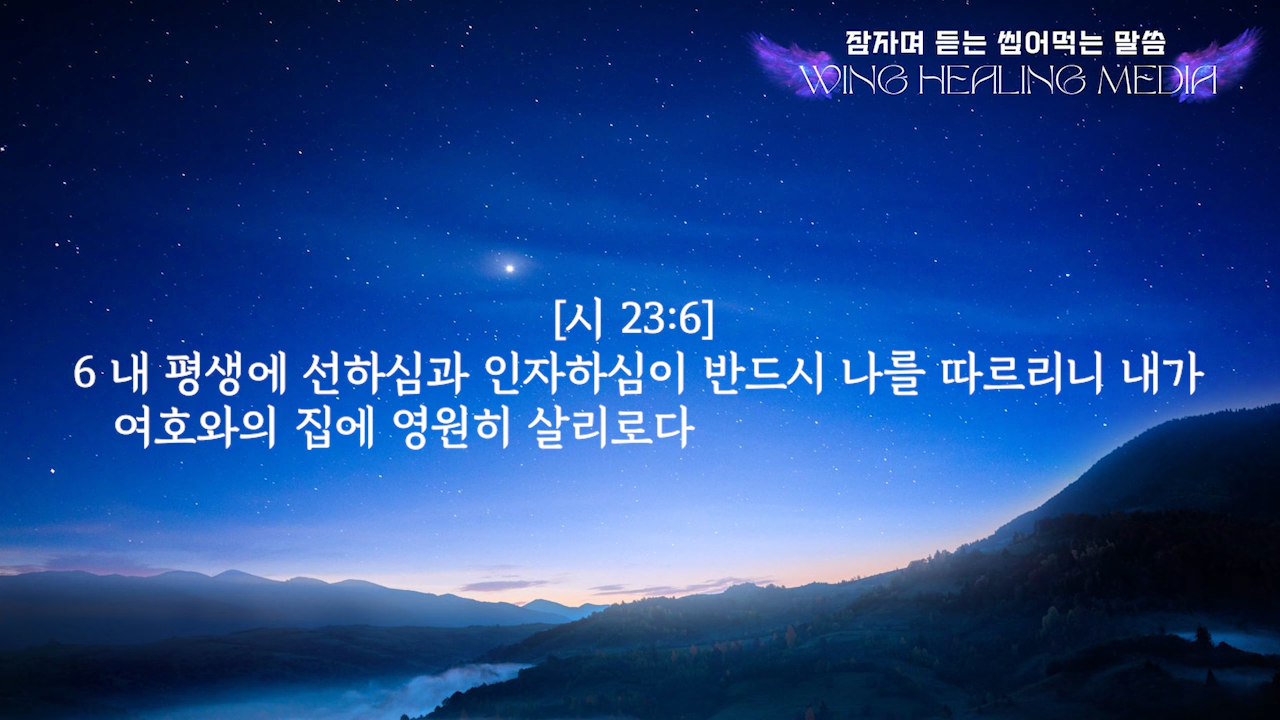 잠자며 듣는 씹어먹는 말씀
WING HEALING MEDIA
[시 23:6]
6 내 평생에 선하심과 인자하심이 반드시 나를 따르리니 내가
여호와의 집에 영원히 살리로다